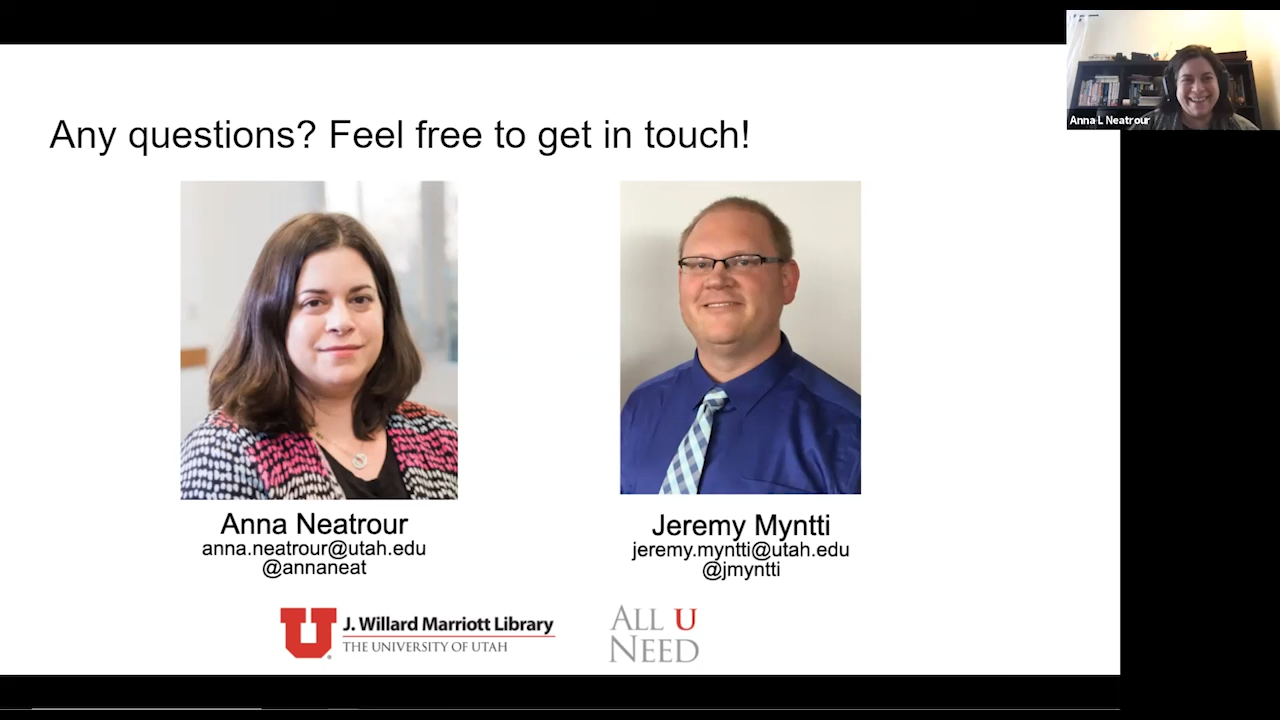 Anna L Neatrour
Any questions? Feel free to get in touch!
Anna Neatrour
anna.neatrour@utah.edu
@annaneat
Jeremy Myntti
jeremy.myntti@utah.edu
@jmyntti
U J. Willard Marriott Library
THE UNIVERSITY OF UTAH
ALL U
NEED